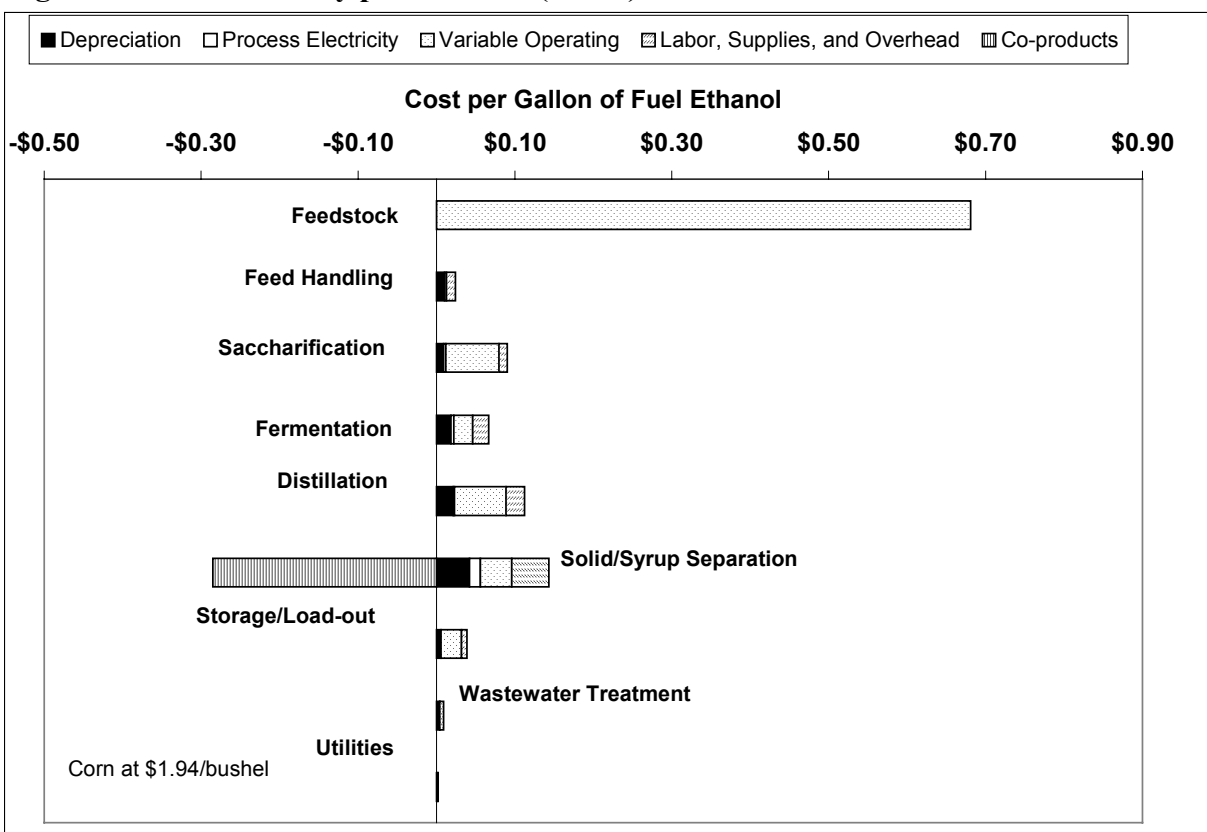 Depreciation Process Electricity Variable Operating Labor, Supplies, and Overhead Co-products
Cost per Gallon of Fuel Ethanol
-$0.50 -$0.30 -$0.10 $0.10 $0.30 $0.50 $0.70 $0.90
Feedstock
Feed Handling
Saccharification
Fermentation
Distillation
Solid/Syrup Separation
Storage/Load-out
Wastewater Treatment
Utilities
Corn at $1.94/bushel